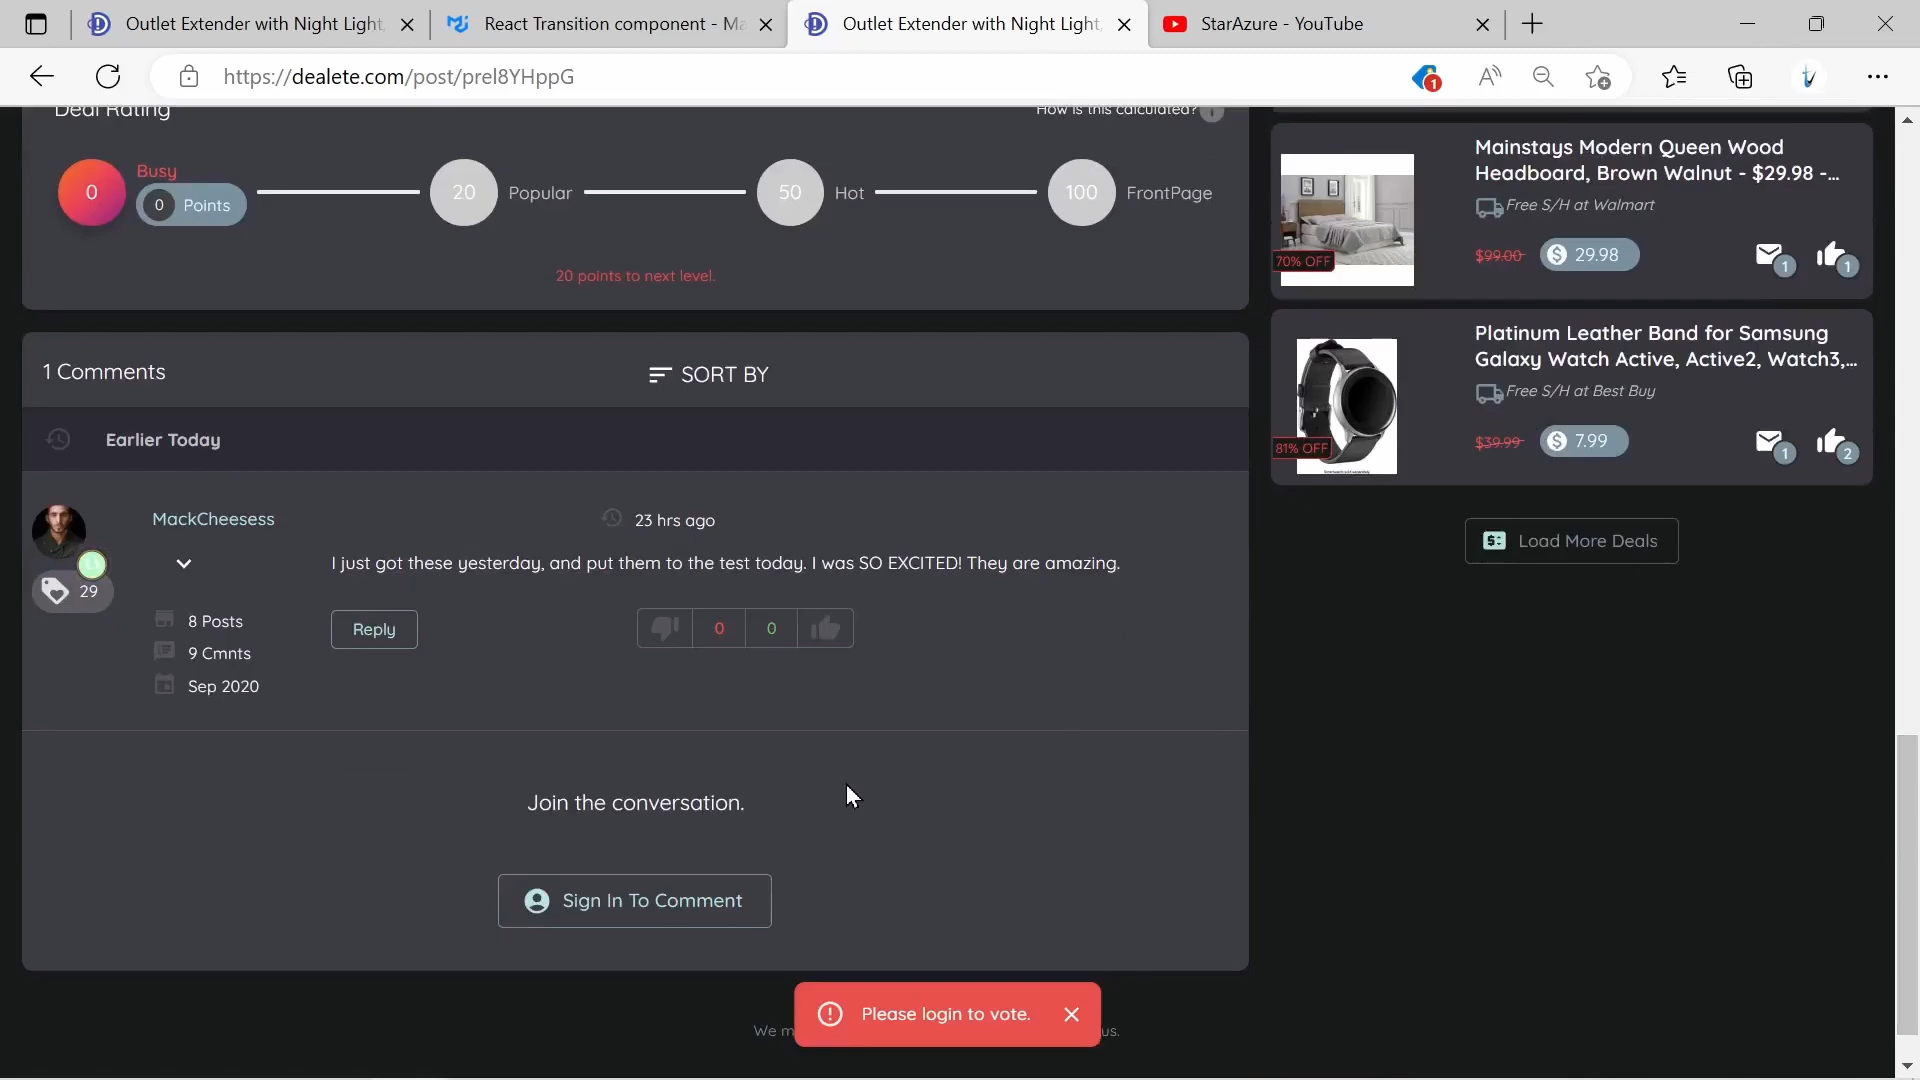 Outlet Extender with Night Light,
React Transition component - Ma
Outlet Extender with Night Light,
StarAzure - YouTube
https://dealete.com/post/prel8YHppG
1
Deal Rating
How is this calculated?
0
Busy
0 Points
20
Popular
50
Hot
100
FrontPage
20 points to next level.
1 Comments
SORT BY
Earlier Today
MackCheesess
23 hrs ago
I just got these yesterday, and put them to the test today. I was SO EXCITED! They are amazing.
29
8 Posts
9 Cmnts
Sep 2020
Reply
0
0
Join the conversation.
Sign In To Comment
We m
us.
Please login to vote.
Mainstays Modern Queen Wood
Headboard, Brown Walnut - $29.98 -...
Free S/H at Walmart
70% OFF
$99.00
$ 29.98
1
1
Platinum Leather Band for Samsung
Galaxy Watch Active, Active2, Watch3,...
Free S/H at Best Buy
81% OFF
$39.99
$ 7.99
1
2
Load More Deals